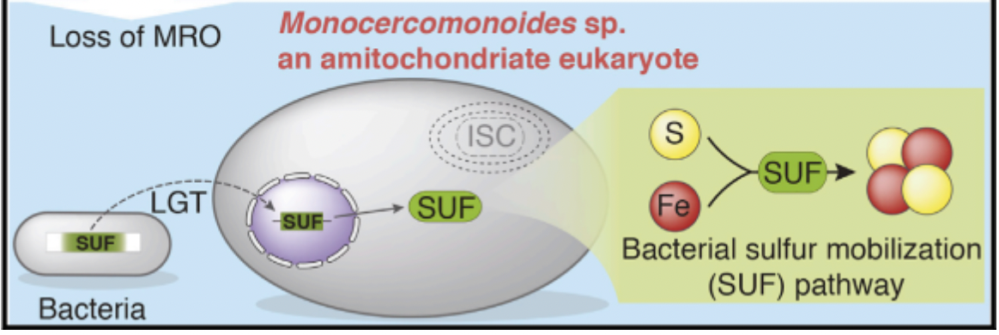 Loss of MRO
Monocercomonoides sp.
an amitochondriate eukaryote
ISC
LGT
SUF
SUF
SUF
Bacteria
S
Fe
SUF
Bacterial sulfur mobilization
(SUF) pathway